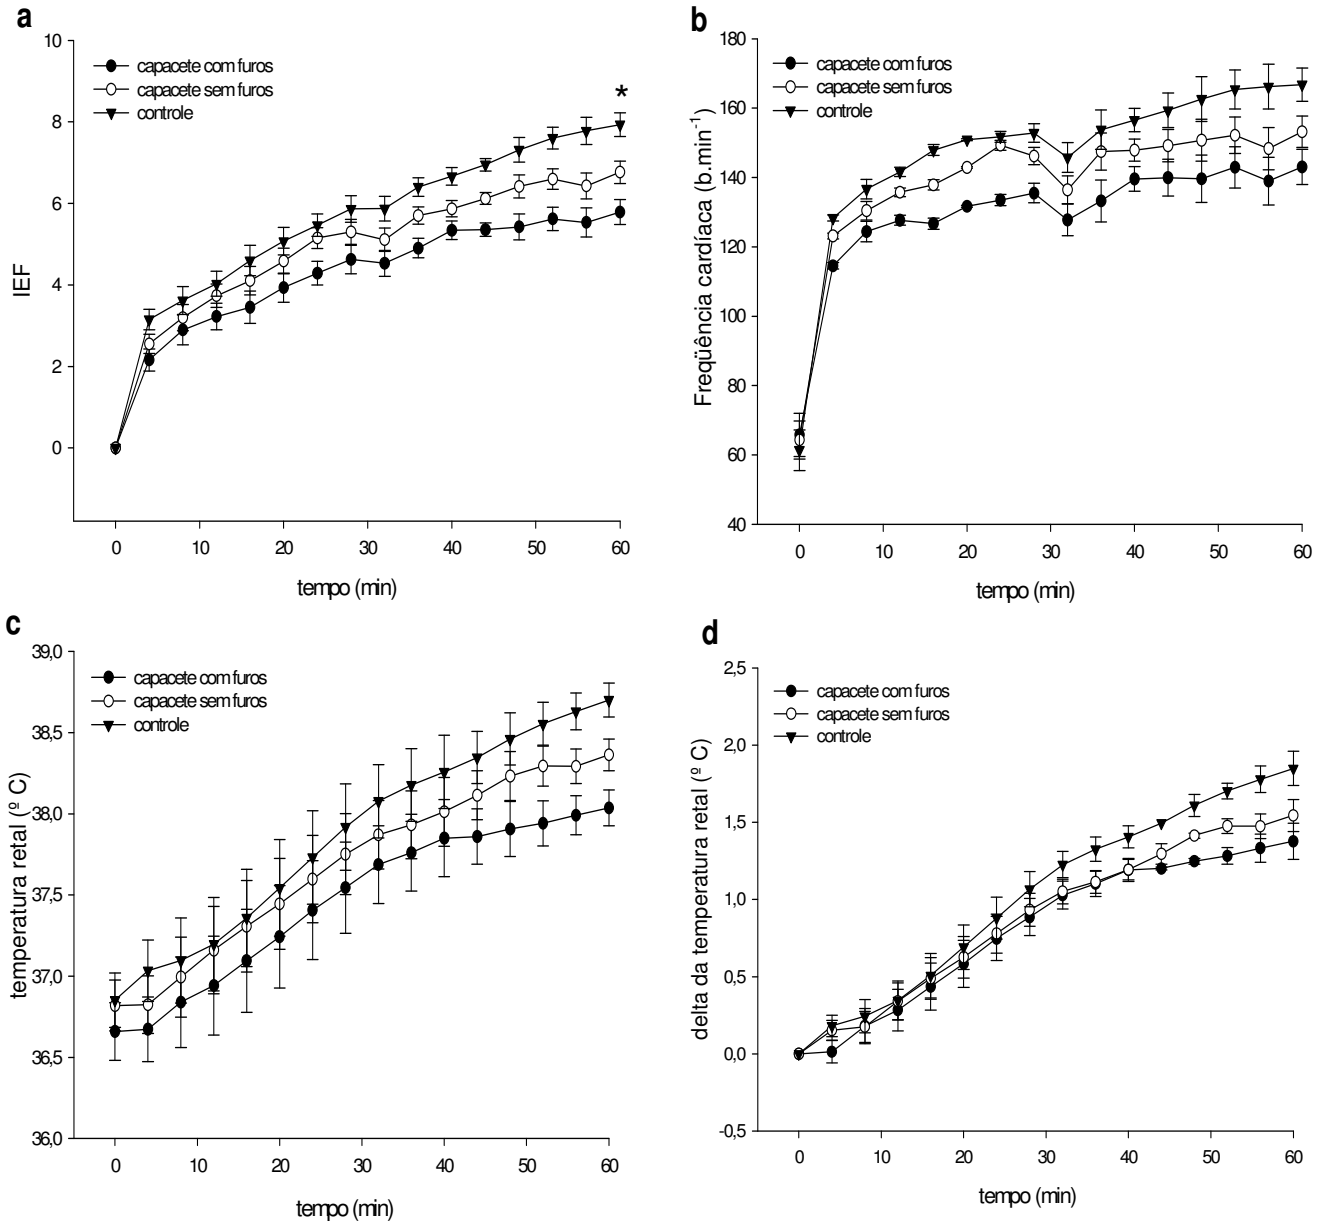 a
10
8
6
4
2
0
IEF
capacete com furos
capacete sem furos
controle
*
0 10 20 30 40 50 60
tempo (min)
b
180
160
140
120
100
80
60
40
Freqüência cardíaca (b.min-1)
capacete com furos
capacete sem furos
controle
0 10 20 30 40 50 60
tempo (min)
c
39,0
38,5
38,0
37,5
37,0
36,5
36,0
temperatura retal (º C)
capacete com furos
capacete sem furos
controle
0 10 20 30 40 50 60
tempo (min)
d
2,5
2,0
1,5
1,0
0,5
0,0
-0,5
delta da temperatura retal (º C)
capacete com furos
capacete sem furos
controle
0 10 20 30 40 50 60
tempo (min)